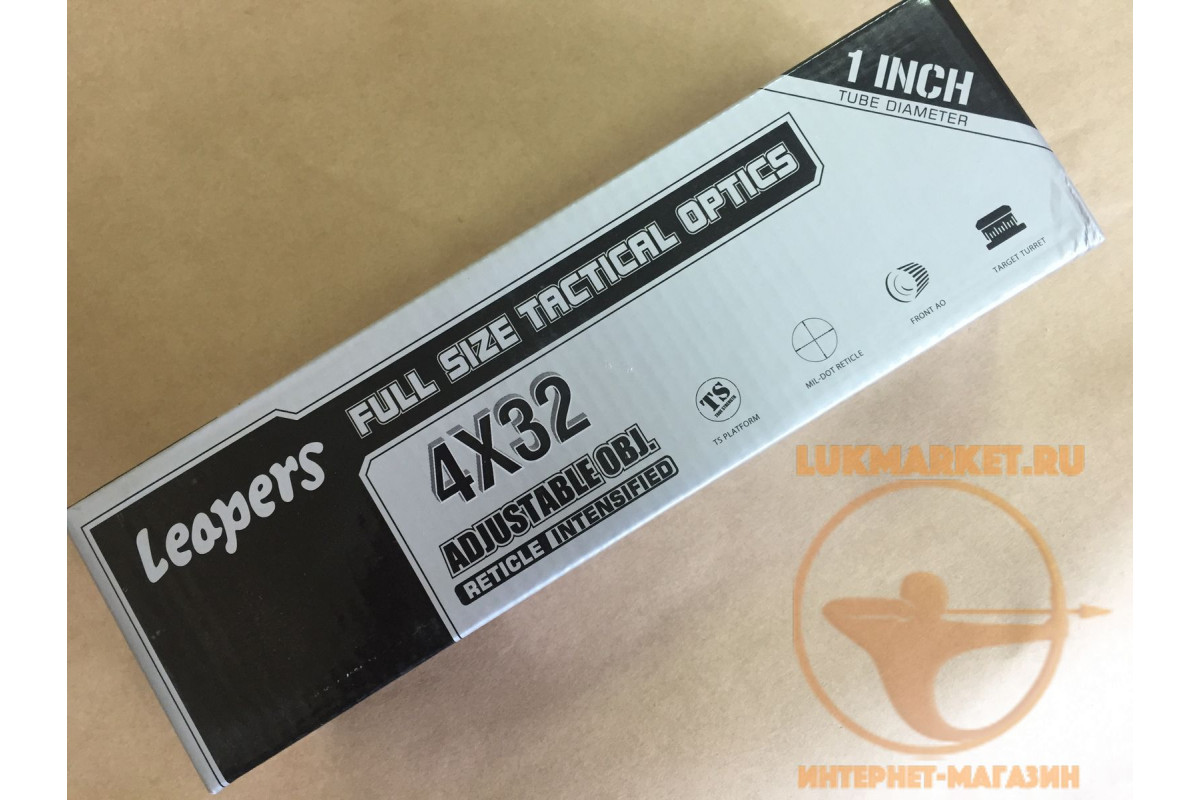 1 INCH
TUBE DIAMETER
FULL SIZE TACTICAL OPTICS
Leapers
4X32
ADJUSTABLE OBJ.
RETICLE INTENSIFIED
TS
TS PLATFORM
MIL-DOT RETICLE
FRONT AO
TARGET TURRET
LUKMARKET.RU
ИНТЕРНЕТ-МАГАЗИН